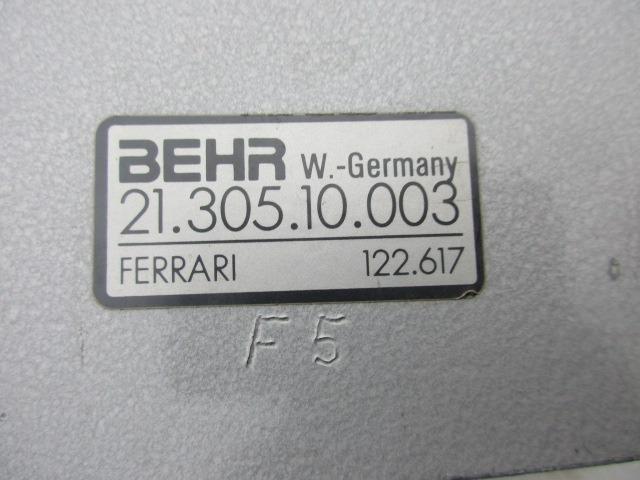 BEHR W.-Germany
21.305.10.003
FERRARI 122.617
F 5